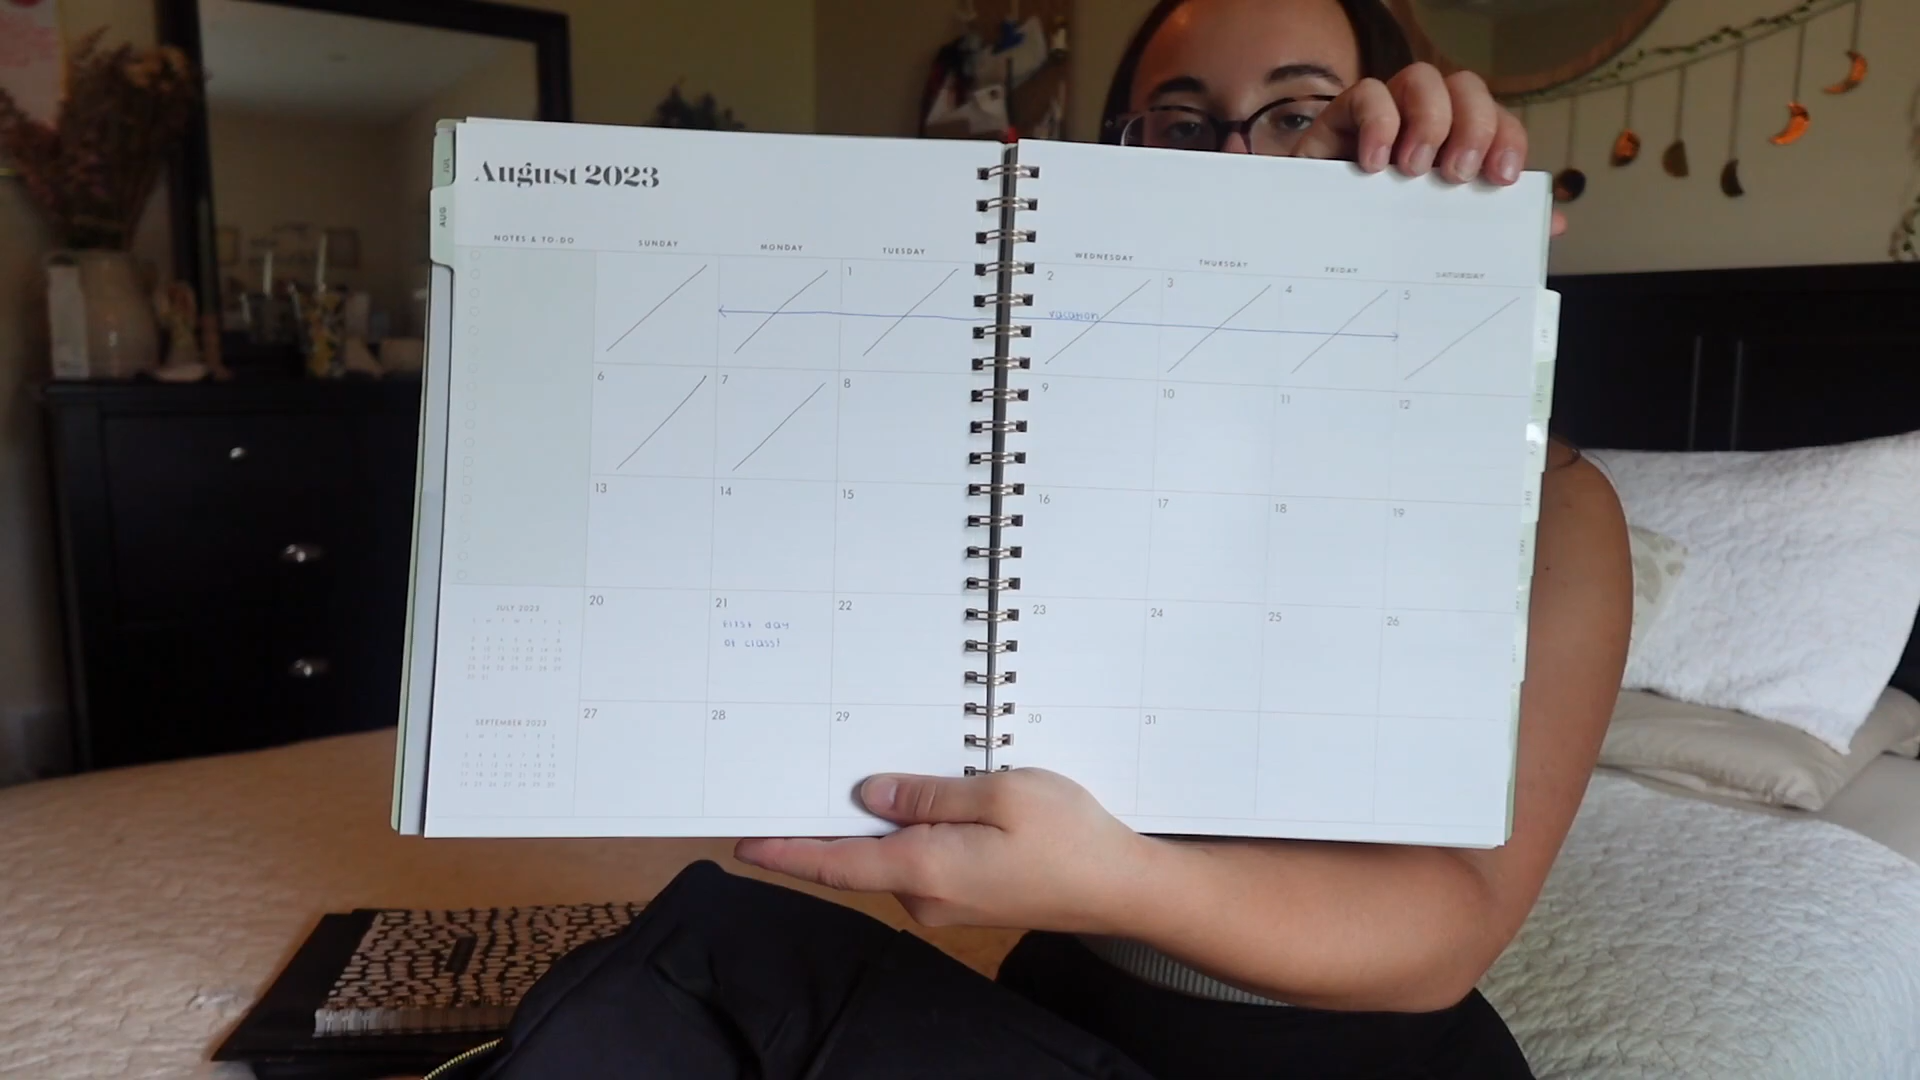 August 2023
NOTES & TO-DO
SUNDAY MONDAY TUESDAY WEDNESDAY THURSDAY FRIDAY SATURDAY
1 2 3 4 5
vacation
6 7 8 9 10 11 12
13 14 15 16 17 18 19
20 21 22 23 24 25 26
First day
of class!
27 28 29 30 31
JULY 2023
SEPTEMBER 2023
JUL
AUG